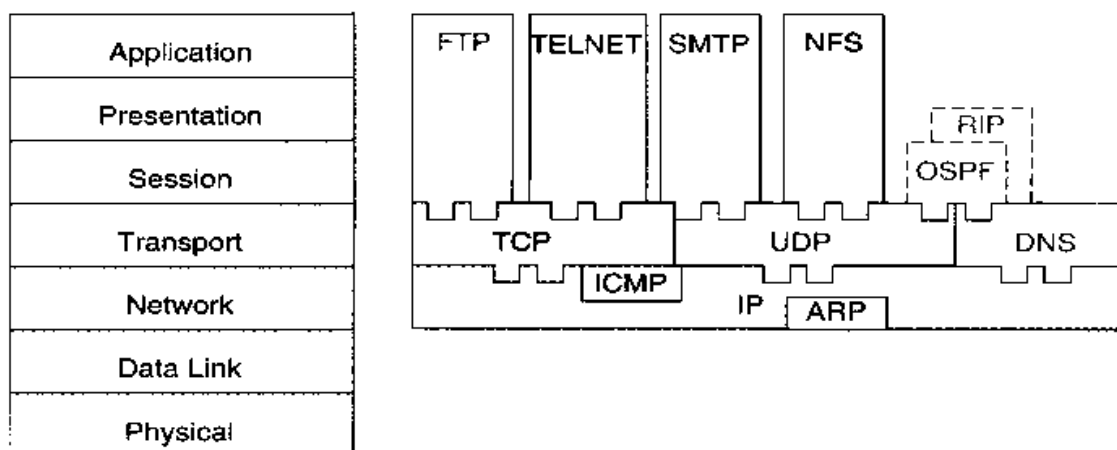 Application
Presentation
Session
Transport
Network
Data Link
Physical
FTP
TELNET
SMTP
NFS
RIP
OSPF
TCP
UDP
DNS
ICMP
IP
ARP